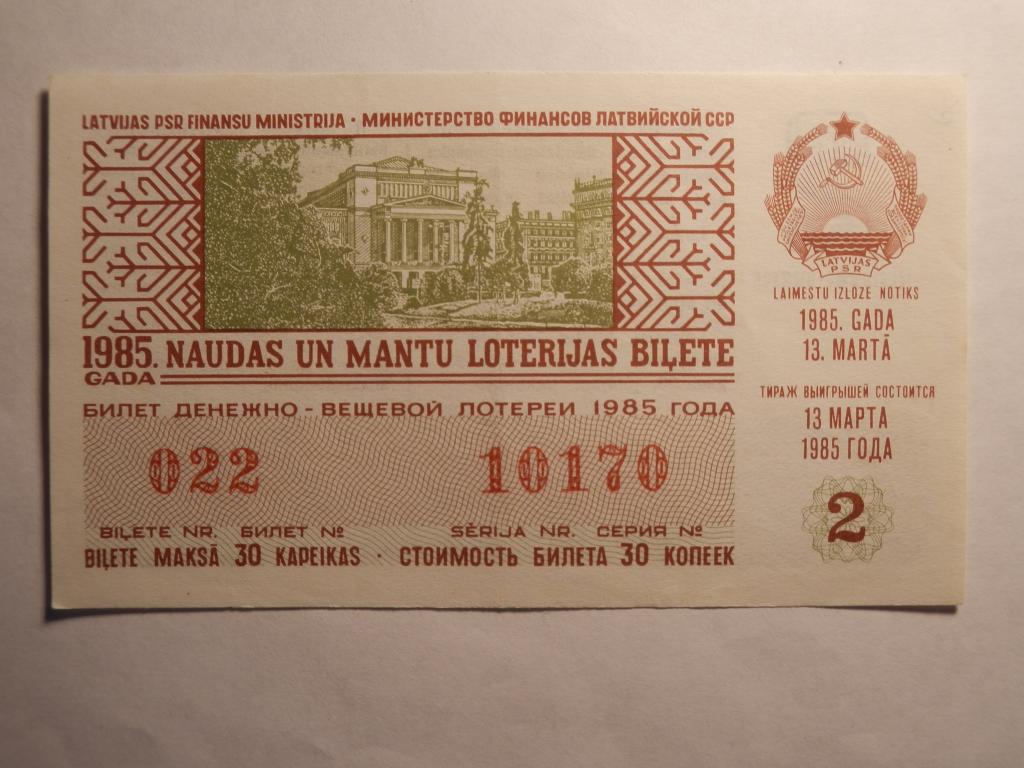 LATVIJAS PSR FINANSU MINISTRIJA · МИНИСТЕРСТВО ФИНАНСОВ ЛАТВИЙСКОЙ ССР
1985. NAUDAS UN MANTU LOTERIJAS BIĻETE
GADA
БИЛЕТ ДЕНЕЖНО - ВЕЩЕВОЙ ЛОТЕРЕИ 1985 ГОДА
022 10170
BIĻETE NR. БИЛЕТ № SĒRIJA NR. СЕРИЯ №
BIĻETE MAKSĀ 30 KAPEIKAS · СТОИМОСТЬ БИЛЕТА 30 КОПЕЕК
LATVIJAS
PSR
LAIMESTU IZLOZE NOTIKS
1985. GADA
13. MARTĀ
ТИРАЖ ВЫИГРЫШЕЙ СОСТОИТСЯ
13 МАРТА
1985 ГОДА
2